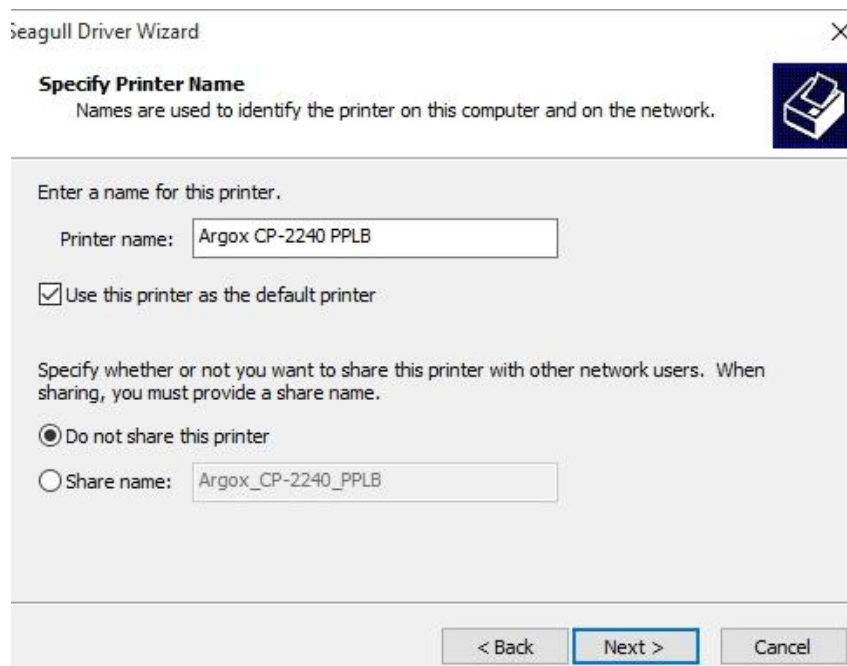 Seagull Driver Wizard
Specify Printer Name
Names are used to identify the printer on this computer and on the network.
Enter a name for this printer.
Printer name: Argox CP-2240 PPLB
Use this printer as the default printer
Specify whether or not you want to share this printer with other network users. When
sharing, you must provide a share name.
Do not share this printer
Share name: Argox_CP-2240_PPLB
< Back Next > Cancel